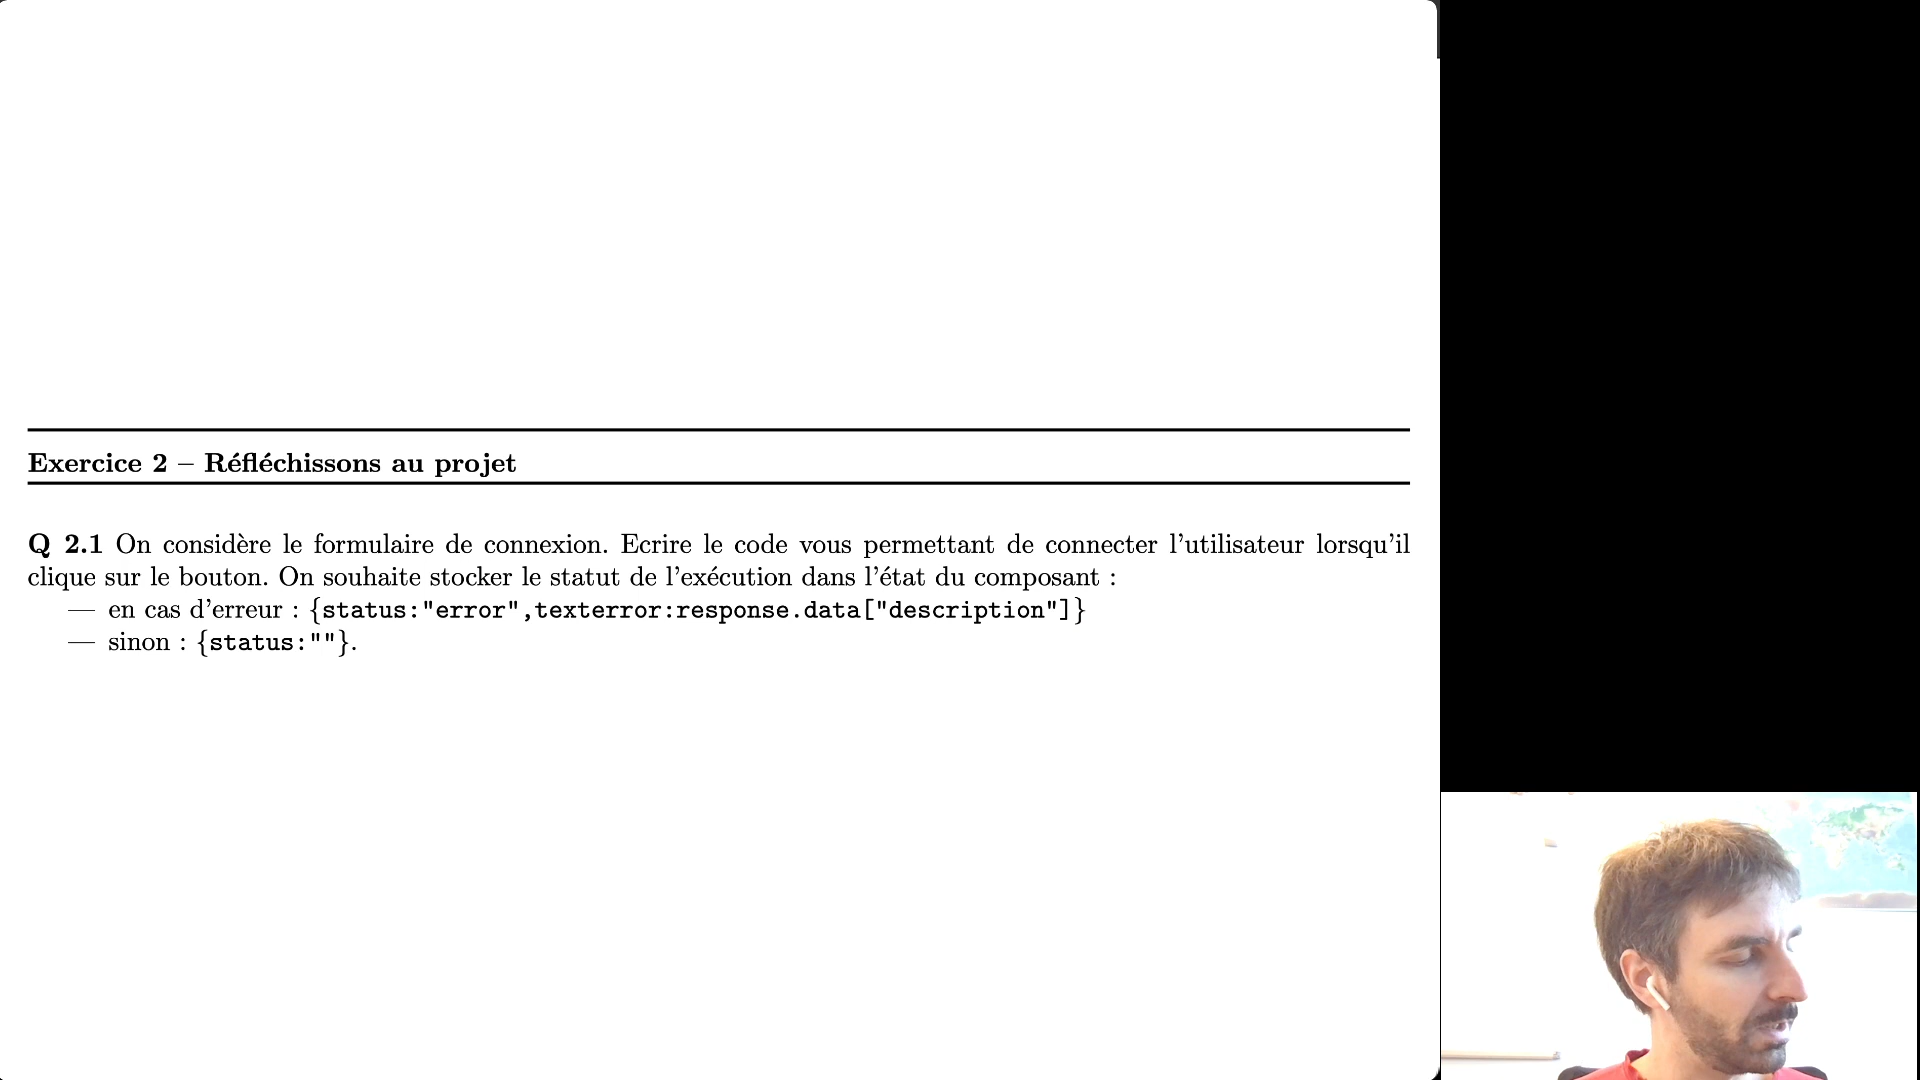 Exercice 2 – Réfléchissons au projet
Q 2.1 On considère le formulaire de connexion. Ecrire le code vous permettant de connecter l'utilisateur lorsqu'il
clique sur le bouton. On souhaite stocker le statut de l'exécution dans l'état du composant :
— en cas d'erreur : {status:"error",texterror:response.data["description"]}
— sinon : {status:""}.